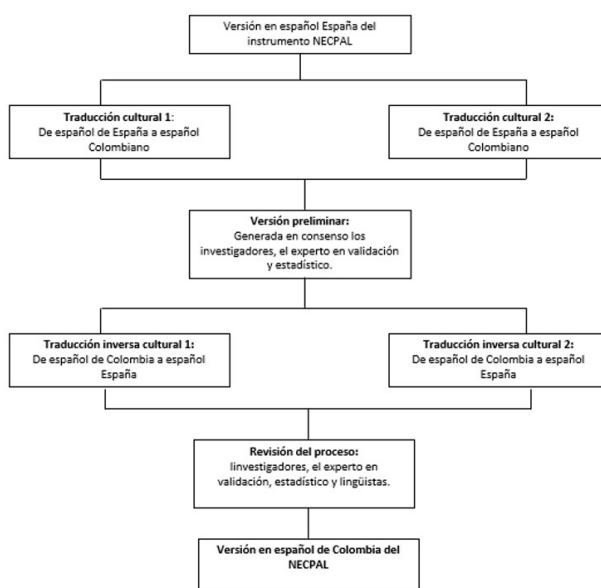 Versión en español España del
instrumento NECPAL
Traducción cultural 1:
De español de España a español
Colombiano
Traducción cultural 2:
De español de España a español
Colombiano
Versión preliminar:
Generada en consenso los
investigadores, el experto en validación
y estadístico.
Traducción inversa cultural 1:
De español de Colombia a español
España
Traducción inversa cultural 2:
De español de Colombia a español
España
Revisión del proceso:
Iinvestigadores, el experto en
validación, estadístico y lingüistas.
Versión en español de Colombia del
NECPAL